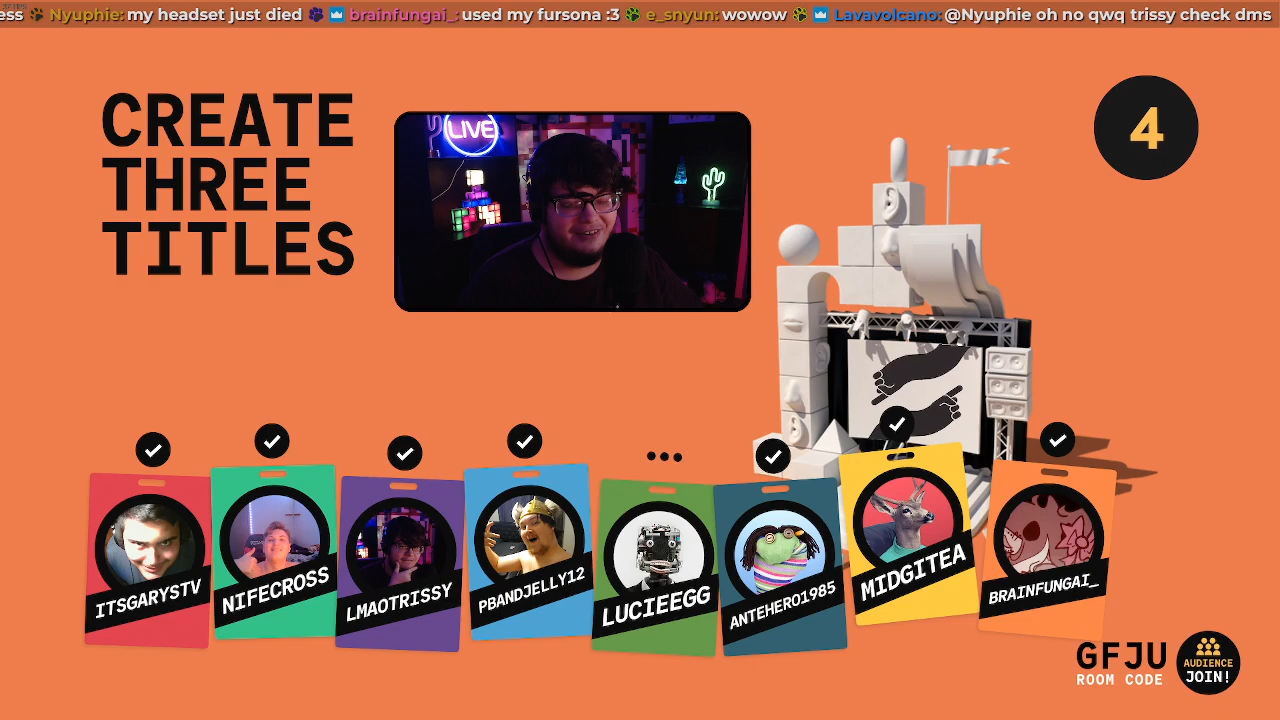 ess Nyuphie: my headset just died brainfungai_: used my fursona :3 e_snyun: wowow Lavavolcano: @Nyuphie oh no qwq trissy check dms
CREATE
THREE
TITLES
LIVE
4
ITSGARYSTV
NIFECROSS
LMAOTRISSY
PBANDJELLY12
LUCIEEGG
ANTEHERO1985
MIDGITEA
BRAINFUNGAI_
GFJU
ROOM CODE
AUDIENCE
JOIN!